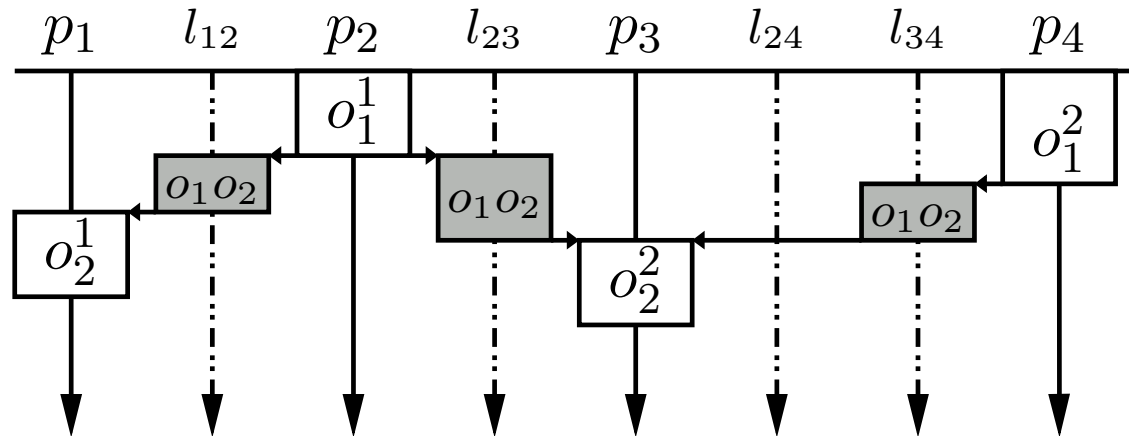 p₁ l₁₂ p₂ l₂₃ p₃ l₂₄ l₃₄ p₄
o₁¹ o₁²
o₁o₂ o₁o₂ o₁o₂
o₂¹ o₂²